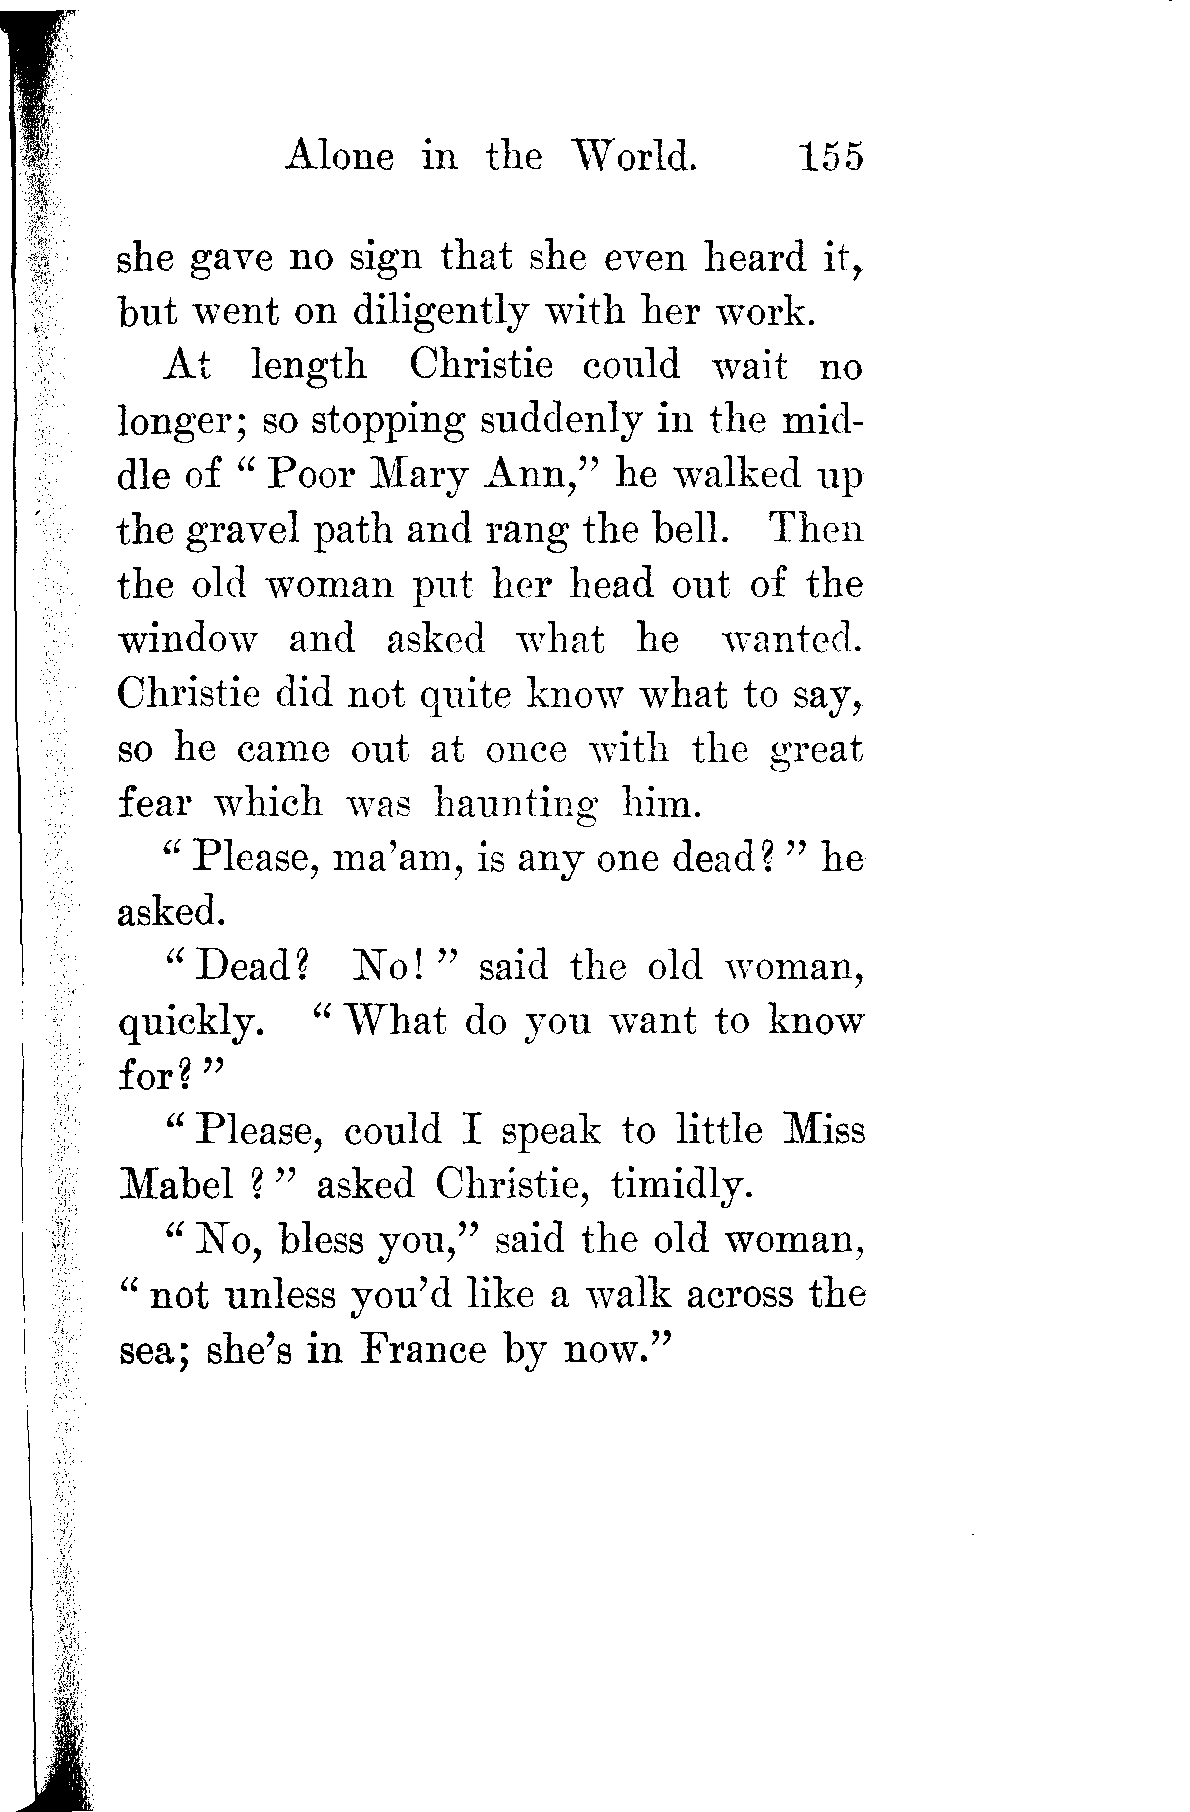 Alone in the World. 155
she gave no sign that she even heard it,
but went on diligently with her work.
At length Christie could wait no
longer; so stopping suddenly in the mid-
dle of “ Poor Mary Ann,” he walked up
the gravel path and rang the bell. Then
the old woman put her head out of the
window and asked what he wanted.
Christie did not quite know what to say,
so he came out at once with the great
fear which was haunting him.
“ Please, ma’am, is any one dead? ” he
asked.
“ Dead? No! ” said the old woman,
quickly. “ What do you want to know
for? ”
“ Please, could I speak to little Miss
Mabel ? ” asked Christie, timidly.
“ No, bless you,” said the old woman,
“ not unless you’d like a walk across the
sea; she’s in France by now.”